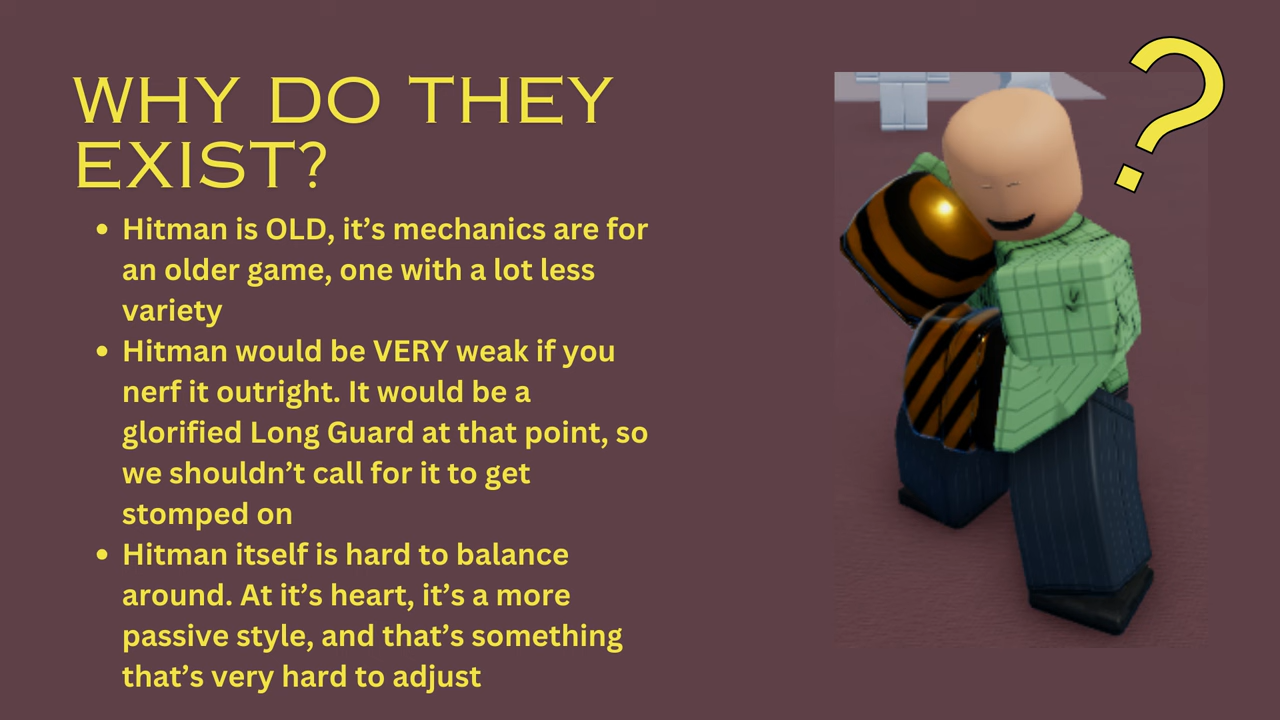 WHY DO THEY
EXIST?
• Hitman is OLD, it’s mechanics are for
an older game, one with a lot less
variety
• Hitman would be VERY weak if you
nerf it outright. It would be a
glorified Long Guard at that point, so
we shouldn’t call for it to get
stomped on
• Hitman itself is hard to balance
around. At it’s heart, it’s a more
passive style, and that’s something
that’s very hard to adjust
?